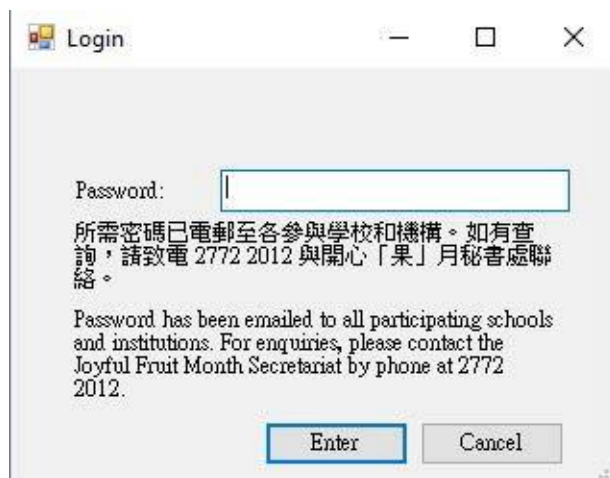 Login
Password:
所需密碼已電郵至各參與學校和機構。如有查
詢，請致電 2772 2012 與開心「果」月秘書處聯
絡。
Password has been emailed to all participating schools
and institutions. For enquiries, please contact the
Joyful Fruit Month Secretariat by phone at 2772
2012.
Enter Cancel